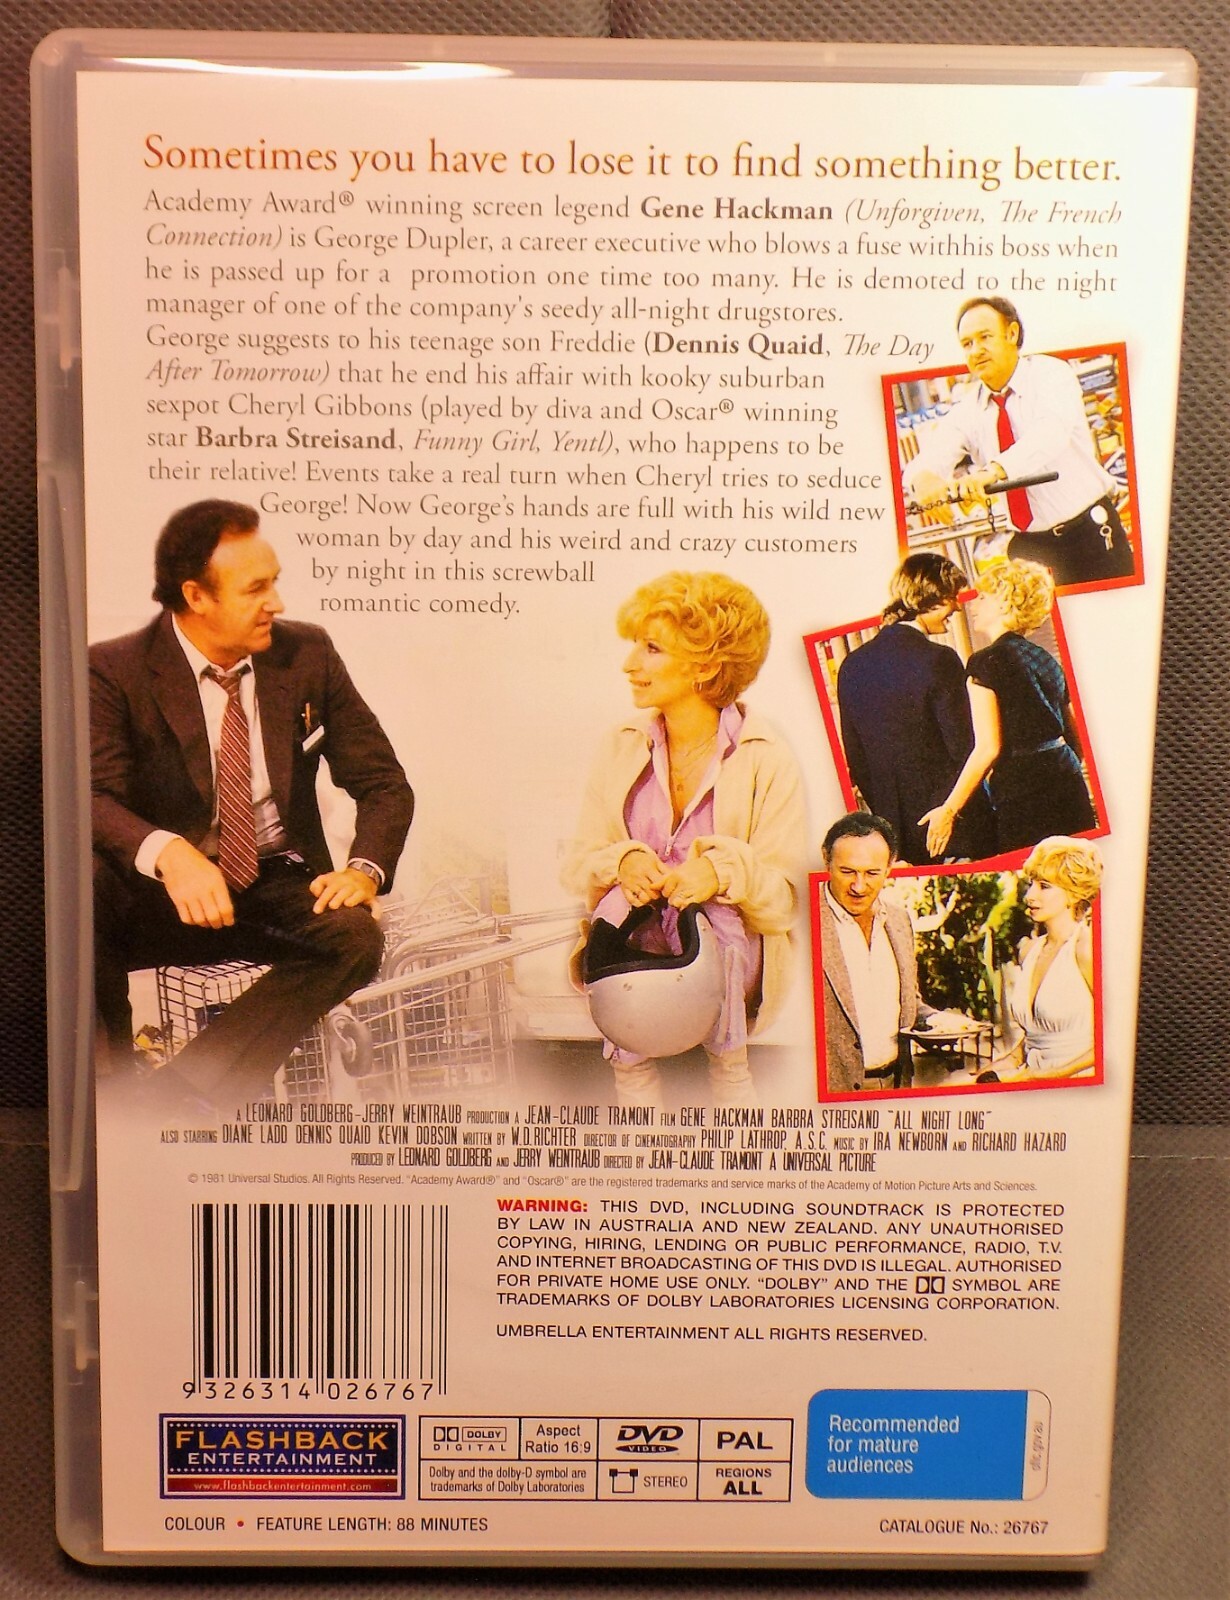 Sometimes you have to lose it to find something better.
Academy Award® winning screen legend Gene Hackman (Unforgiven, The French
Connection) is George Dupler, a career executive who blows a fuse withhis boss when
he is passed up for a promotion one time too many. He is demoted to the night
manager of one of the company's seedy all-night drugstores.
George suggests to his teenage son Freddie (Dennis Quaid, The Day
After Tomorrow) that he end his affair with kooky suburban
sexpot Cheryl Gibbons (played by diva and Oscar® winning
star Barbra Streisand, Funny Girl, Yentl), who happens to be
their relative! Events take a real turn when Cheryl tries to seduce
George! Now George's hands are full with his wild new
woman by day and his weird and crazy customers
by night in this screwball
romantic comedy.
A LEONARD GOLDBERG-JERRY WEINTRAUB PRODUCTION A JEAN-CLAUDE TRAMONT FILM GENE HACKMAN BARBRA STREISAND "ALL NIGHT LONG"
ALSO STARRING DIANE LADD DENNIS QUAID KEVIN DOBSON WRITTEN BY W.D.RICHTER DIRECTOR OF CINEMATOGRAPHY PHILIP LATHROP, A.S.C. MUSIC BY IRA NEWBORN AND RICHARD HAZARD
PRODUCED BY LEONARD GOLDBERG AND JERRY WEINTRAUB DIRECTED BY JEAN-CLAUDE TRAMONT A UNIVERSAL PICTURE
© 1981 Universal Studios. All Rights Reserved. "Academy Award®" and "Oscar®" are the registered trademarks and service marks of the Academy of Motion Picture Arts and Sciences.
WARNING: THIS DVD, INCLUDING SOUNDTRACK IS PROTECTED
BY LAW IN AUSTRALIA AND NEW ZEALAND. ANY UNAUTHORISED
COPYING, HIRING, LENDING OR PUBLIC PERFORMANCE, RADIO, T.V.
AND INTERNET BROADCASTING OF THIS DVD IS ILLEGAL. AUTHORISED
FOR PRIVATE HOME USE ONLY. "DOLBY" AND THE SYMBOL ARE
TRADEMARKS OF DOLBY LABORATORIES LICENSING CORPORATION.
UMBRELLA ENTERTAINMENT ALL RIGHTS RESERVED.
9 326314 026767
FLASHBACK
ENTERTAINMENT
www.flashbackentertainment.com
DOLBY
DIGITAL
Aspect
Ratio 16:9
DVD
VIDEO
PAL
Dolby and the dolby-D symbol are
trademarks of Dolby Laboratories
STEREO
REGIONS
ALL
Recommended
for mature
audiences
oflc.gov.au
COLOUR • FEATURE LENGTH: 88 MINUTES
CATALOGUE No.: 26767